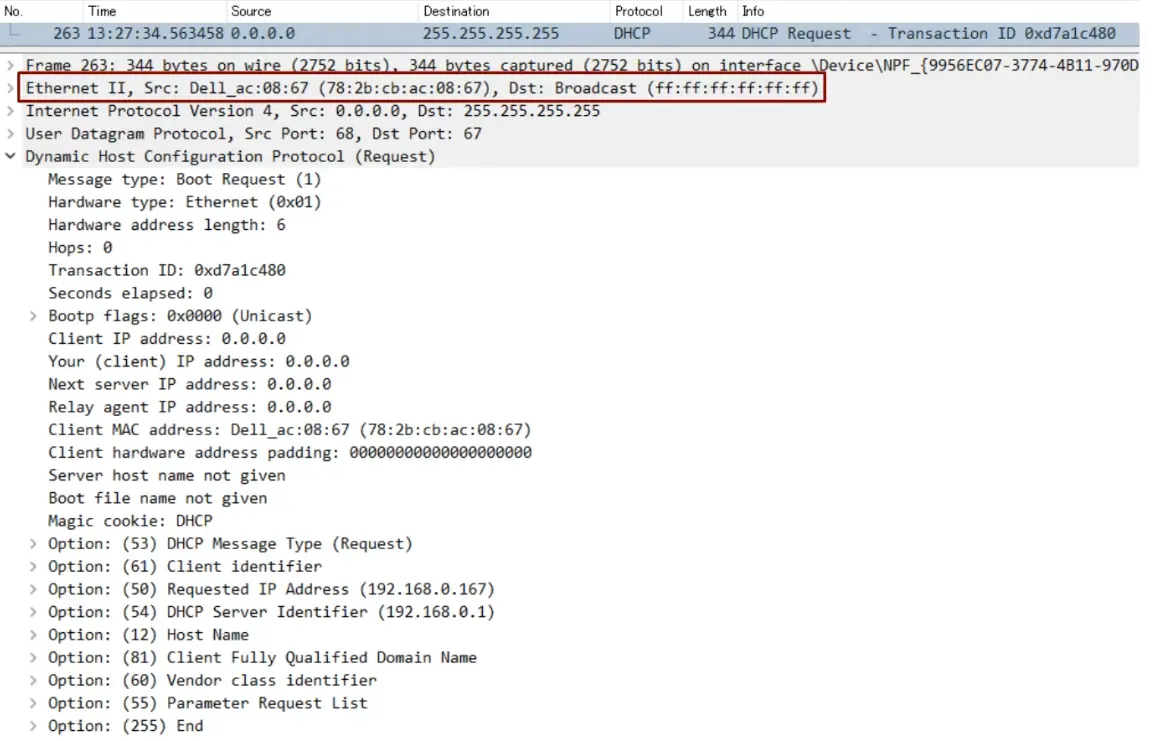 No. Time Source Destination Protocol Length Info
263 13:27:34.563458 0.0.0.0 255.255.255.255 DHCP 344 DHCP Request - Transaction ID 0xd7a1c480
Frame 263: 344 bytes on wire (2752 bits), 344 bytes captured (2752 bits) on interface \Device\NPF_{9956EC07-3774-4B11-970D
Ethernet II, Src: Dell_ac:08:67 (78:2b:cb:ac:08:67), Dst: Broadcast (ff:ff:ff:ff:ff:ff)
Internet Protocol Version 4, Src: 0.0.0.0, Dst: 255.255.255.255
User Datagram Protocol, Src Port: 68, Dst Port: 67
Dynamic Host Configuration Protocol (Request)
Message type: Boot Request (1)
Hardware type: Ethernet (0x01)
Hardware address length: 6
Hops: 0
Transaction ID: 0xd7a1c480
Seconds elapsed: 0
Bootp flags: 0x0000 (Unicast)
Client IP address: 0.0.0.0
Your (client) IP address: 0.0.0.0
Next server IP address: 0.0.0.0
Relay agent IP address: 0.0.0.0
Client MAC address: Dell_ac:08:67 (78:2b:cb:ac:08:67)
Client hardware address padding: 00000000000000000000
Server host name not given
Boot file name not given
Magic cookie: DHCP
Option: (53) DHCP Message Type (Request)
Option: (61) Client identifier
Option: (50) Requested IP Address (192.168.0.167)
Option: (54) DHCP Server Identifier (192.168.0.1)
Option: (12) Host Name
Option: (81) Client Fully Qualified Domain Name
Option: (60) Vendor class identifier
Option: (55) Parameter Request List
Option: (255) End